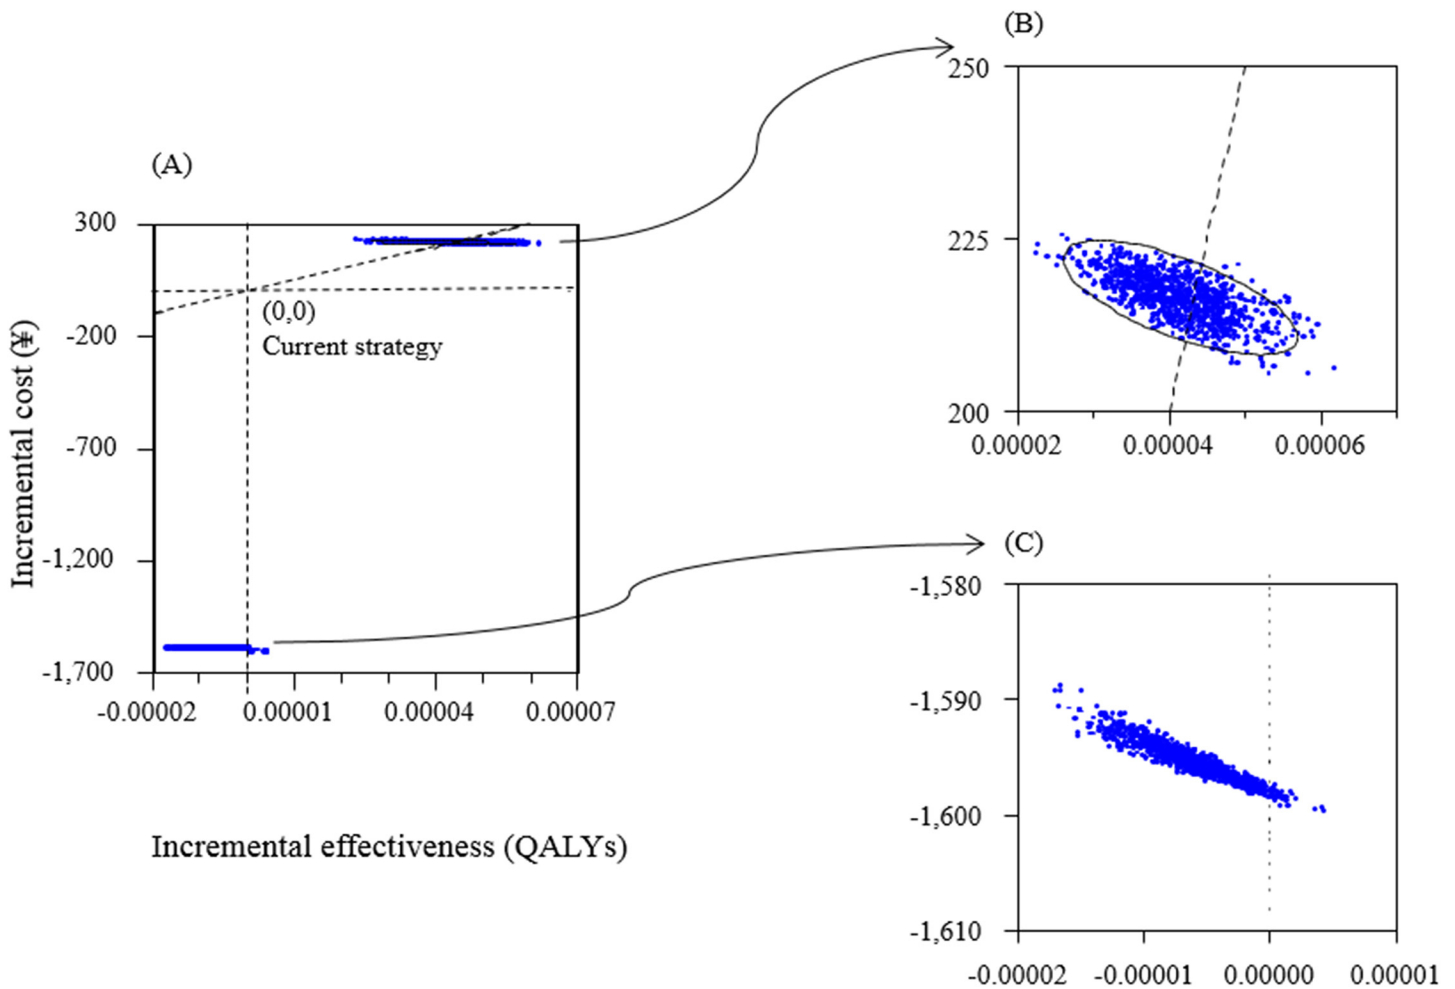 (B)
250
225
200
0.00002 0.00004 0.00006
(A)
300
-200
-700
-1,200
-1,700
(0,0)
Current strategy
Incremental cost (¥)
-0.00002 0.00001 0.00004 0.00007
Incremental effectiveness (QALYs)
(C)
-1,580
-1,590
-1,600
-1,610
-0.00002 -0.00001 0.00000 0.00001